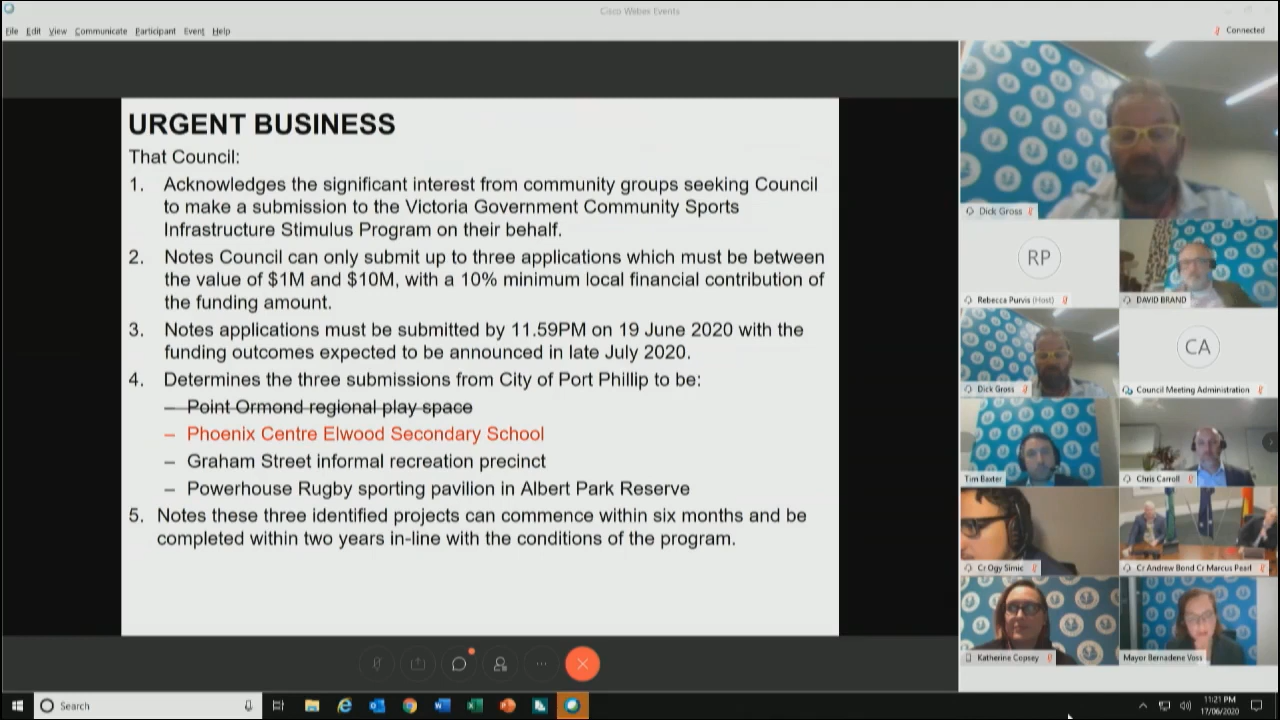 Cisco Webex Events
File Edit View Communicate Participant Event Help
Connected
URGENT BUSINESS
That Council:
1. Acknowledges the significant interest from community groups seeking Council
to make a submission to the Victoria Government Community Sports
Infrastructure Stimulus Program on their behalf.
2. Notes Council can only submit up to three applications which must be between
the value of $1M and $10M, with a 10% minimum local financial contribution of
the funding amount.
3. Notes applications must be submitted by 11.59PM on 19 June 2020 with the
funding outcomes expected to be announced in late July 2020.
4. Determines the three submissions from City of Port Phillip to be:
– Point Ormond regional play space
– Phoenix Centre Elwood Secondary School
– Graham Street informal recreation precinct
– Powerhouse Rugby sporting pavilion in Albert Park Reserve
5. Notes these three identified projects can commence within six months and be
completed within two years in-line with the conditions of the program.
Dick Gross
RP
Rebecca Purvis (Host)
DAVID BRAND
Dick Gross
CA
Council Meeting Administration
Tim Baxter
Chris Carroll
Cr Ogy Simic
Cr Andrew Bond Cr Marcus Pearl
Katherine Copsey
Mayor Bernadene Voss
Search
11:21 PM
17/06/2020